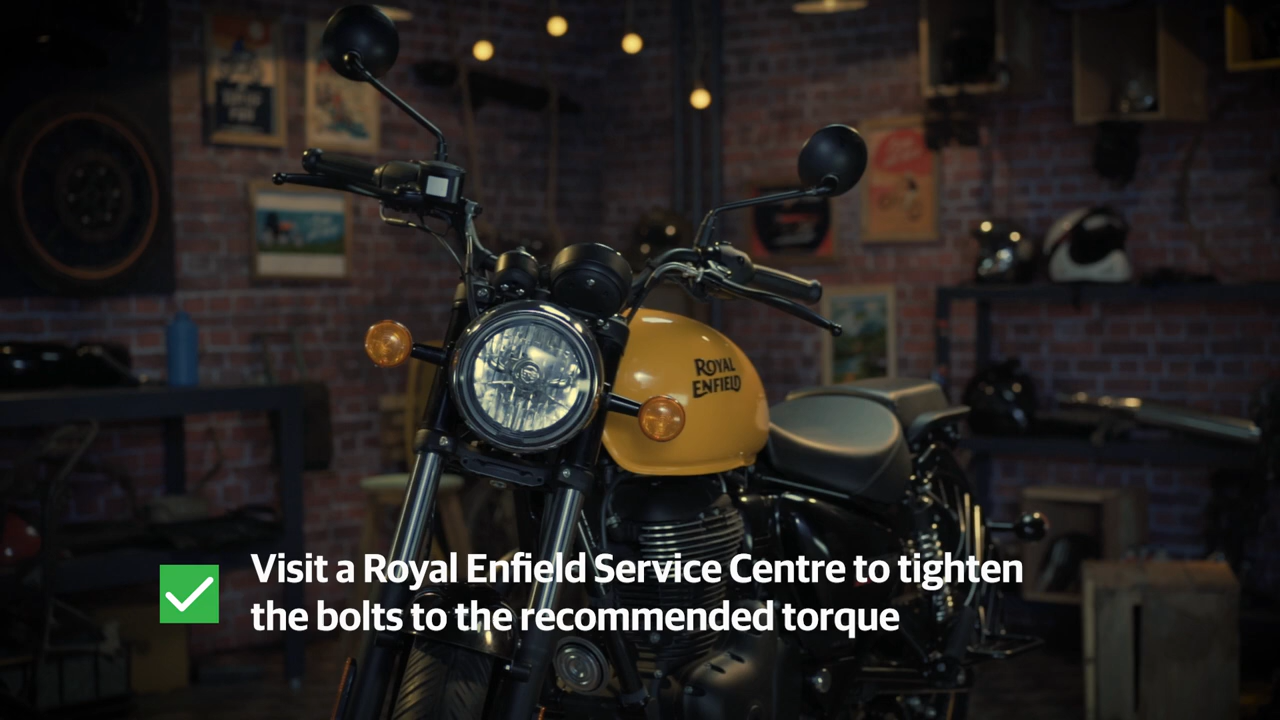 ROYAL
ENFIELD
Visit a Royal Enfield Service Centre to tighten
the bolts to the recommended torque